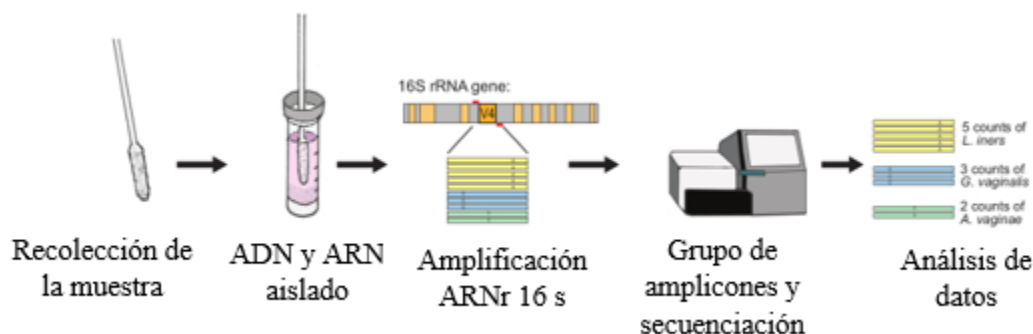 16S rRNA gene:
V4
5 counts of
L. iners
3 counts of
G. vaginalis
2 counts of
A. vaginae
Recolección de
la muestra
ADN y ARN
aislado
Amplificación
ARNr 16 s
Grupo de
amplicones y
secuenciación
Análisis de
datos